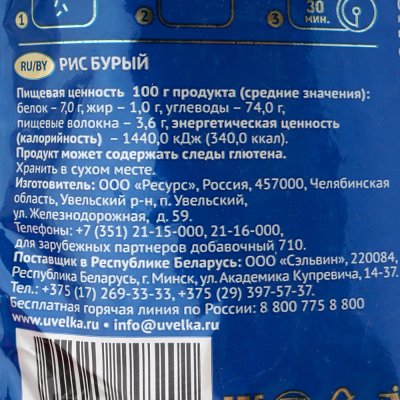 1 2 3 30 МИН.
RU/BY РИС БУРЫЙ
Пищевая ценность 100 г продукта (средние значения):
белок – 7,0 г, жир – 1,0 г, углеводы – 74,0 г,
пищевые волокна – 3,6 г, энергетическая ценность
(калорийность) – 1440,0 кДж (340,0 ккал).
Продукт может содержать следы глютена.
Хранить в сухом месте.
Изготовитель: ООО «Ресурс», Россия, 457000, Челябинская
область, Увельский р-н, п. Увельский,
ул. Железнодорожная, д. 59.
Телефоны: +7 (351) 21-15-000, 21-16-000,
для зарубежных партнеров добавочный 710.
Поставщик в Республике Беларусь: ООО «Сэльвин», 220084,
Республика Беларусь, г. Минск, ул. Академика Купревича, 14-37.
Тел.: +375 (17) 269-33-33, +375 (29) 397-57-37.
Бесплатная горячая линия по России: 8 800 775 8 800
www.uvelka.ru • info@uvelka.ru